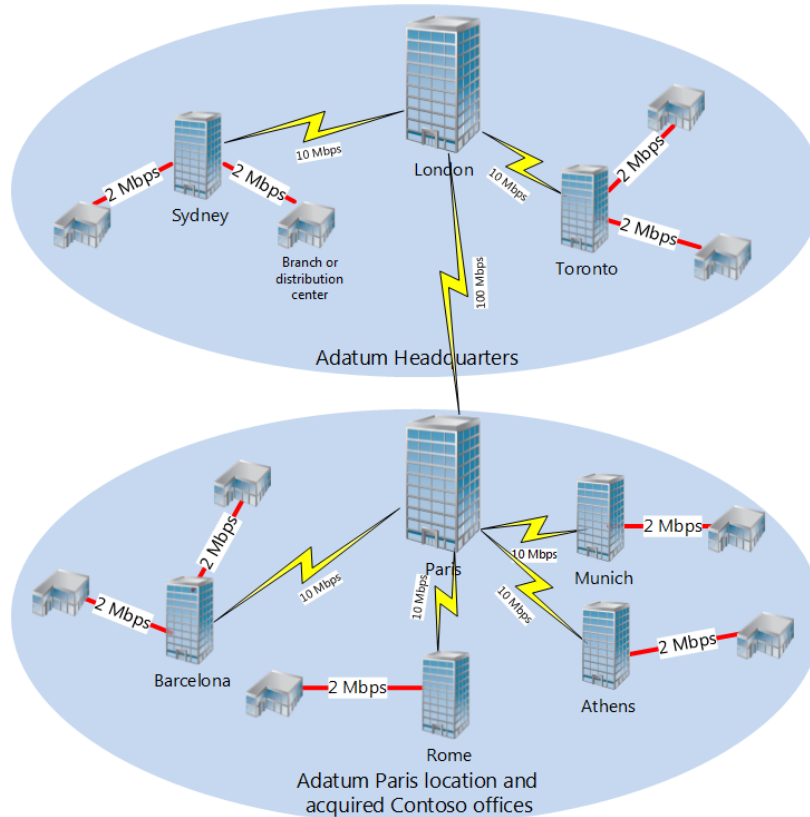 London
10 Mbps
10 Mbps
2 Mbps
2 Mbps
2 Mbps
2 Mbps
Sydney
Branch or
distribution
center
Toronto
100 Mbps
Adatum Headquarters
Paris
2 Mbps
2 Mbps
Barcelona
10 Mbps
10 Mbps
10 Mbps
10 Mbps
Munich
2 Mbps
Athens
2 Mbps
2 Mbps
Rome
Adatum Paris location and
acquired Contoso offices